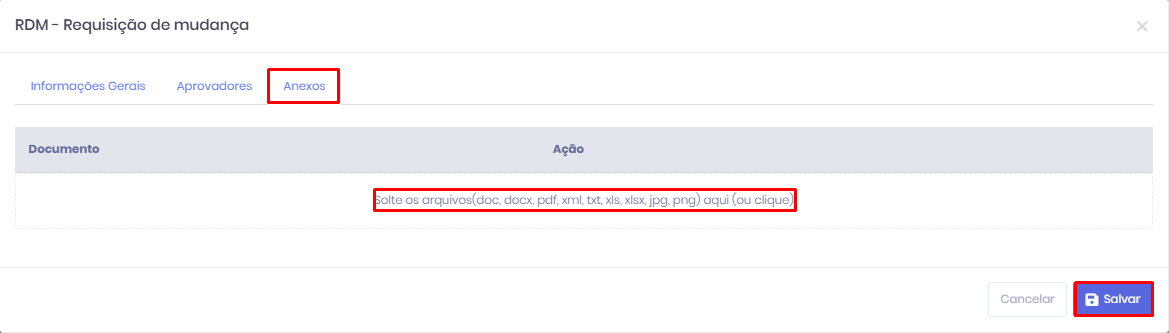 RDM - Requisição de mudança
Informações Gerais Aprovadores Anexos
Documento Ação
Solte os arquivos(doc, docx, pdf, xml, txt, xls, xlsx, jpg, png) aqui (ou clique)
Cancelar Salvar